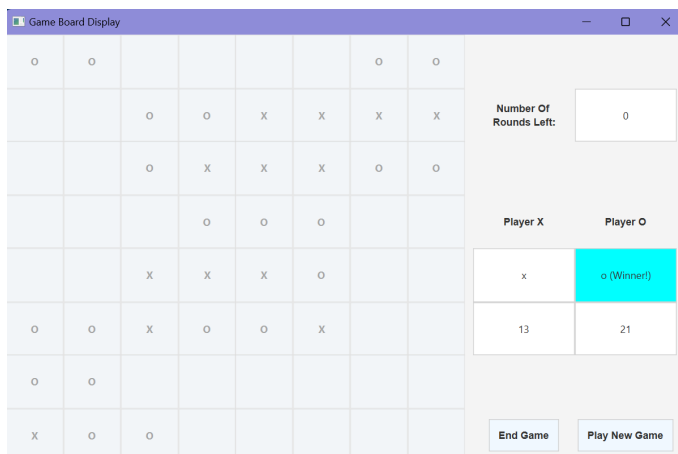 Game Board Display
O O O O
O O X X X X
Number Of
Rounds Left:
0
O X X X O O
O O O
Player X Player O
X X X O
x o (Winner!)
O O X O O X
13 21
O O
X O O
End Game Play New Game